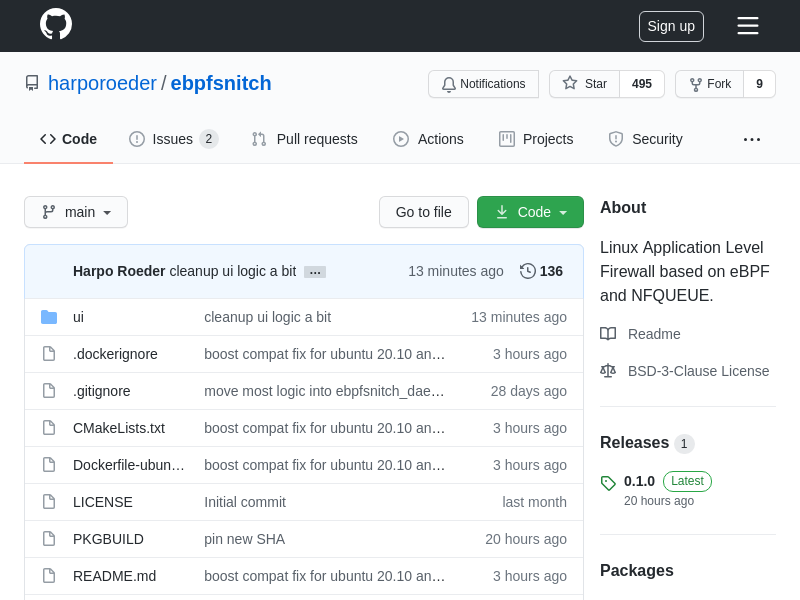 Sign up
harporoeder / ebpfsnitch
Notifications
Star 495
Fork 9
Code
Issues 2
Pull requests
Actions
Projects
Security
main
Go to file
Code
Harpo Roeder cleanup ui logic a bit ... 13 minutes ago 136
ui cleanup ui logic a bit 13 minutes ago
.dockerignore boost compat fix for ubuntu 20.10 an… 3 hours ago
.gitignore move most logic into ebpfsnitch_dae… 28 days ago
CMakeLists.txt boost compat fix for ubuntu 20.10 an… 3 hours ago
Dockerfile-ubun… boost compat fix for ubuntu 20.10 an… 3 hours ago
LICENSE Initial commit last month
PKGBUILD pin new SHA 20 hours ago
README.md boost compat fix for ubuntu 20.10 an… 3 hours ago
About
Linux Application Level
Firewall based on eBPF
and NFQUEUE.
Readme
BSD-3-Clause License
Releases 1
0.1.0 Latest
20 hours ago
Packages